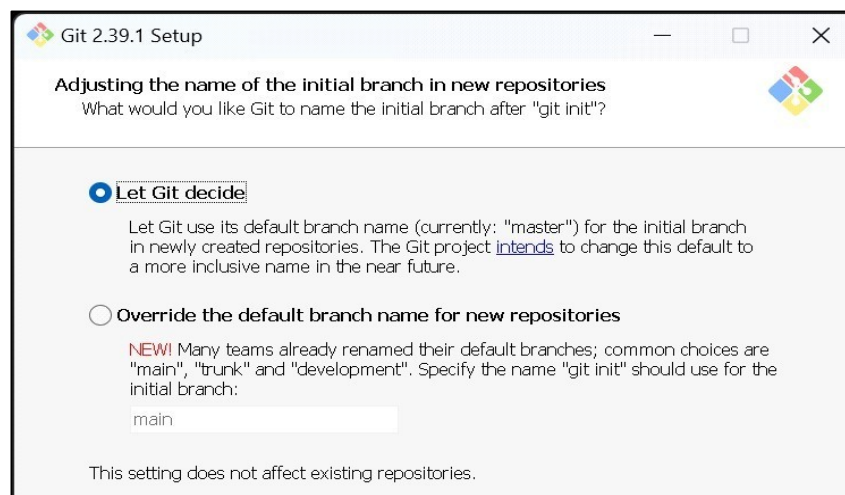 Git 2.39.1 Setup
Adjusting the name of the initial branch in new repositories
What would you like Git to name the initial branch after "git init"?
Let Git decide
Let Git use its default branch name (currently: "master") for the initial branch
in newly created repositories. The Git project intends to change this default to
a more inclusive name in the near future.
Override the default branch name for new repositories
NEW! Many teams already renamed their default branches; common choices are
"main", "trunk" and "development". Specify the name "git init" should use for the
initial branch:
main
This setting does not affect existing repositories.